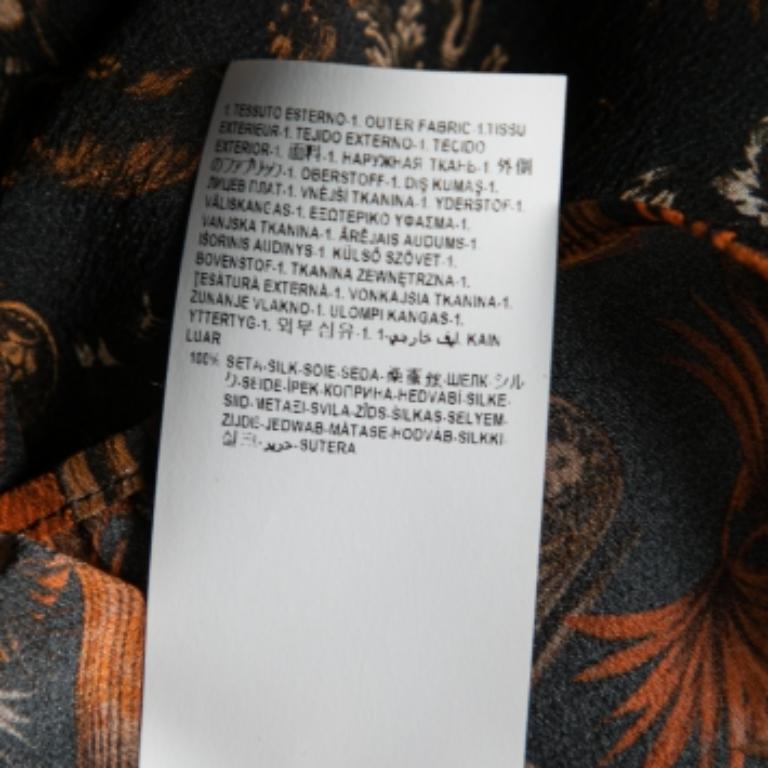 1. TESSUTO ESTERNO-1. OUTER FABRIC-1.TISSU
EXTERIEUR-1. TEJIDO EXTERNO-1. TECIDO
EXTERIOR-1. 面料-1. НАРУЖНАЯ ТКАНЬ-1. 外側
のファブリック-1. OBERSTOFF-1. DIŞ KUMAŞ-1.
ЛИЦЕВ ПЛАТ-1. VNĚJŠÍ TKANINA-1. YDERSTOF-1.
VÄLISKANGAS-1. ΕΞΩΤΕΡΙΚΟ ΥΦΑΣΜΑ-1.
VANJSKA TKANINA-1. ĀRĒJAIS AUDUMS-1.
IŠORINIS AUDINYS-1. KÜLSŐ SZÖVET-1.
BOVENSTOF-1. TKANINA ZEWNĘTRZNA-1.
ȚESĂTURĂ EXTERNĂ-1. VONKAJŠIA TKANINA-1.
ZUNANJE VLAKNO-1. ULOMPI KANGAS-1.
YTTERTYG-1. 외부 섬유-1. ليف خارجي-1. KAIN
LUAR
100% SETA-SILK-SOIE-SEDA-桑蚕丝-ШЕЛК-シル
ク-SEIDE-İPEK-КОПРИНА-HEDVÁBÍ-SILKE-
SIID-ΜΕΤΑΞΙ-SVILA-ZĪDS-ŠILKAS-SELYEM-
ZIJDE-JEDWAB-MĂTASE-HODVÁB-SILKKI-
실크-حرير-SUTERA